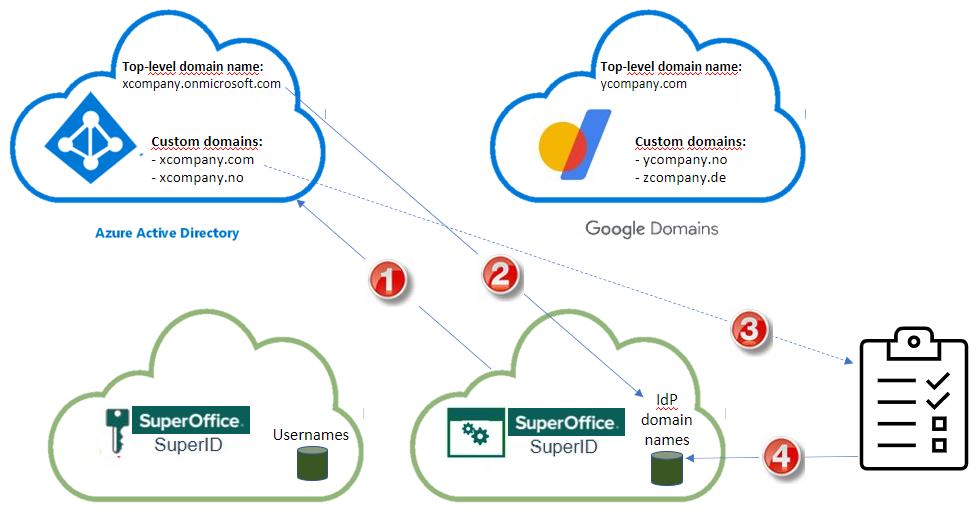 Top-level domain name:
xcompany.onmicrosoft.com
Custom domains:
- xcompany.com
- xcompany.no
Azure Active Directory
Top-level domain name:
ycompany.com
Custom domains:
- ycompany.no
- zcompany.de
Google Domains
1
2
3
4
SuperOffice.
SuperID
Usernames
SuperOffice.
SuperID
IdP
domain
names